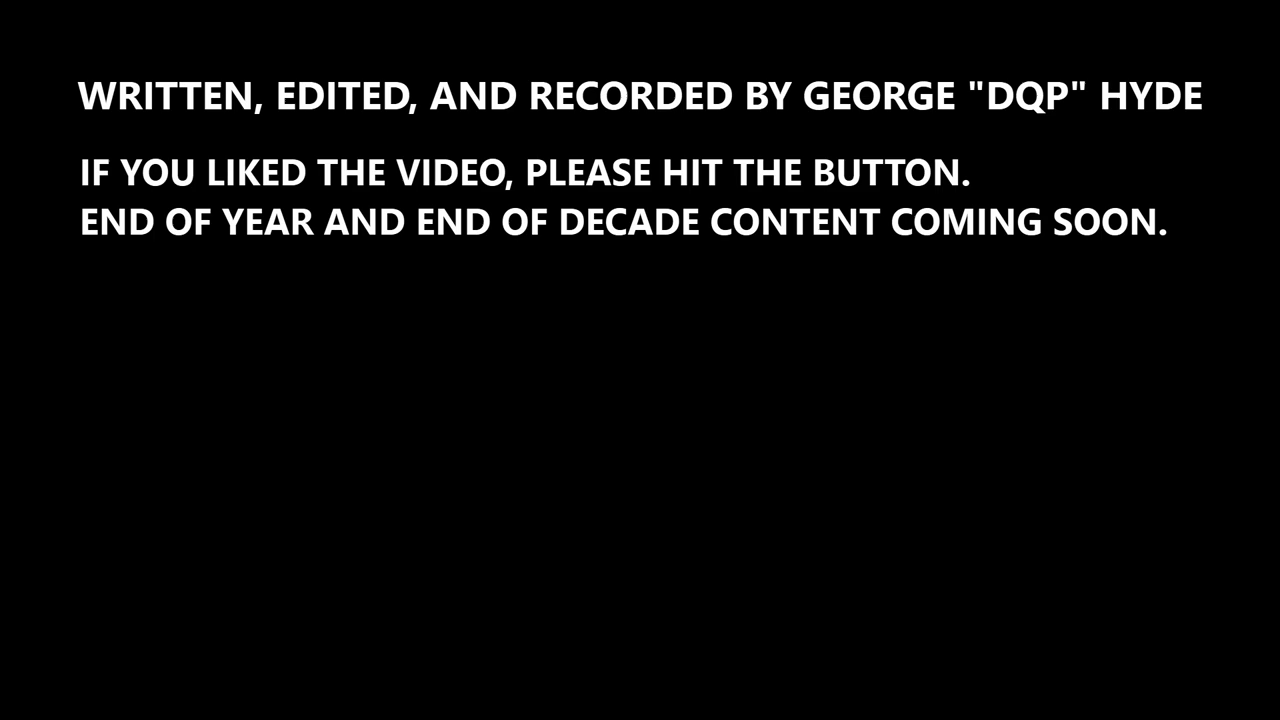 WRITTEN, EDITED, AND RECORDED BY GEORGE "DQP" HYDE
IF YOU LIKED THE VIDEO, PLEASE HIT THE BUTTON.
END OF YEAR AND END OF DECADE CONTENT COMING SOON.